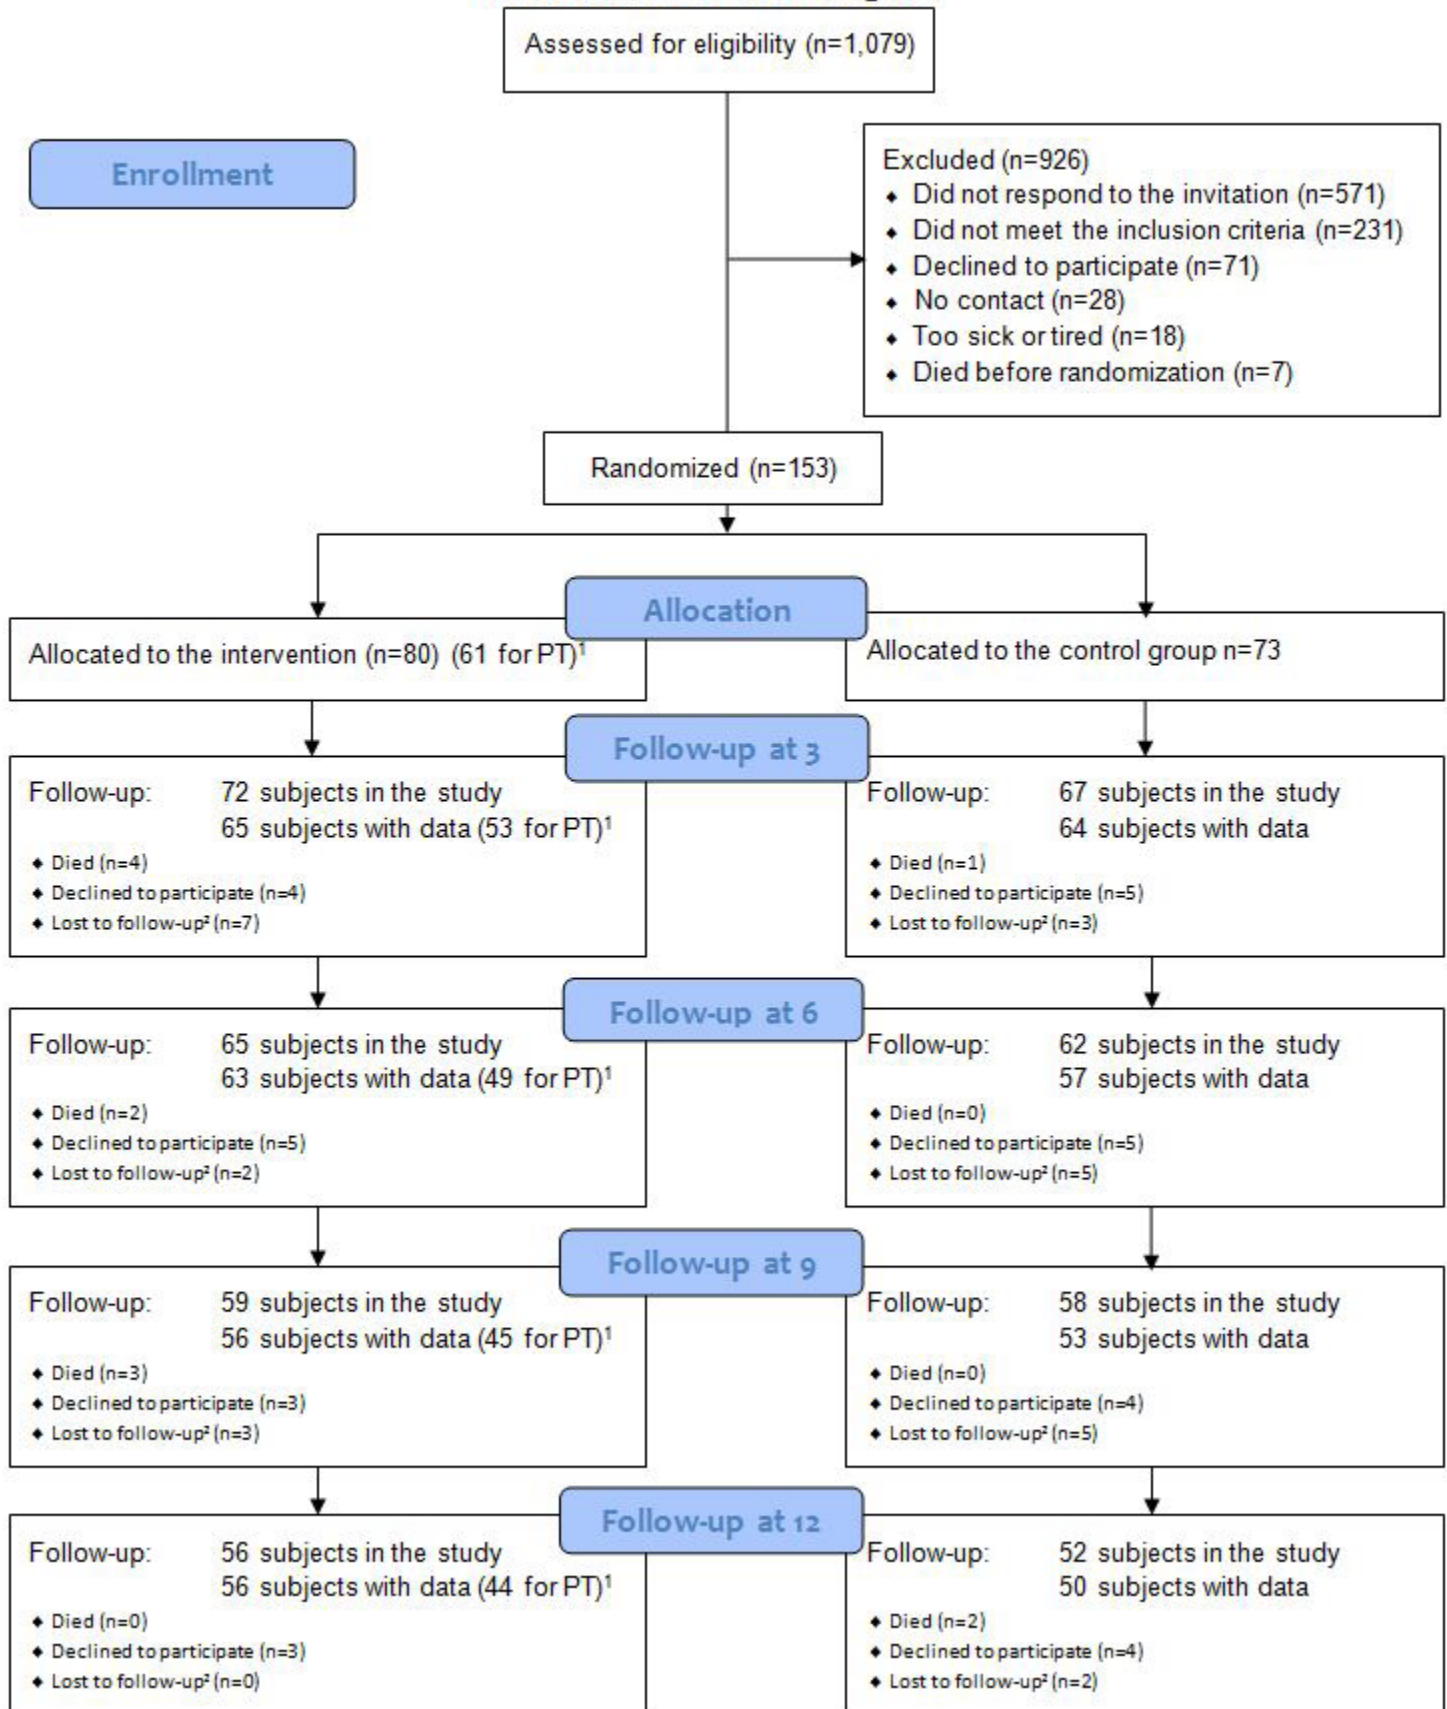 Assessed for eligibility (n=1,079)
Enrollment
Excluded (n=926)
⬥ Did not respond to the invitation (n=571)
⬥ Did not meet the inclusion criteria (n=231)
⬥ Declined to participate (n=71)
⬥ No contact (n=28)
⬥ Too sick or tired (n=18)
⬥ Died before randomization (n=7)
Randomized (n=153)
Allocation
Allocated to the intervention (n=80) (61 for PT)¹
Allocated to the control group n=73
Follow-up at 3
Follow-up: 72 subjects in the study
65 subjects with data (53 for PT)¹
⬥ Died (n=4)
⬥ Declined to participate (n=4)
⬥ Lost to follow-up² (n=7)
Follow-up: 67 subjects in the study
64 subjects with data
⬥ Died (n=1)
⬥ Declined to participate (n=5)
⬥ Lost to follow-up² (n=3)
Follow-up at 6
Follow-up: 65 subjects in the study
63 subjects with data (49 for PT)¹
⬥ Died (n=2)
⬥ Declined to participate (n=5)
⬥ Lost to follow-up² (n=2)
Follow-up: 62 subjects in the study
57 subjects with data
⬥ Died (n=0)
⬥ Declined to participate (n=5)
⬥ Lost to follow-up² (n=5)
Follow-up at 9
Follow-up: 59 subjects in the study
56 subjects with data (45 for PT)¹
⬥ Died (n=3)
⬥ Declined to participate (n=3)
⬥ Lost to follow-up² (n=3)
Follow-up: 58 subjects in the study
53 subjects with data
⬥ Died (n=0)
⬥ Declined to participate (n=4)
⬥ Lost to follow-up² (n=5)
Follow-up at 12
Follow-up: 56 subjects in the study
56 subjects with data (44 for PT)¹
⬥ Died (n=0)
⬥ Declined to participate (n=3)
⬥ Lost to follow-up² (n=0)
Follow-up: 52 subjects in the study
50 subjects with data
⬥ Died (n=2)
⬥ Declined to participate (n=4)
⬥ Lost to follow-up² (n=2)